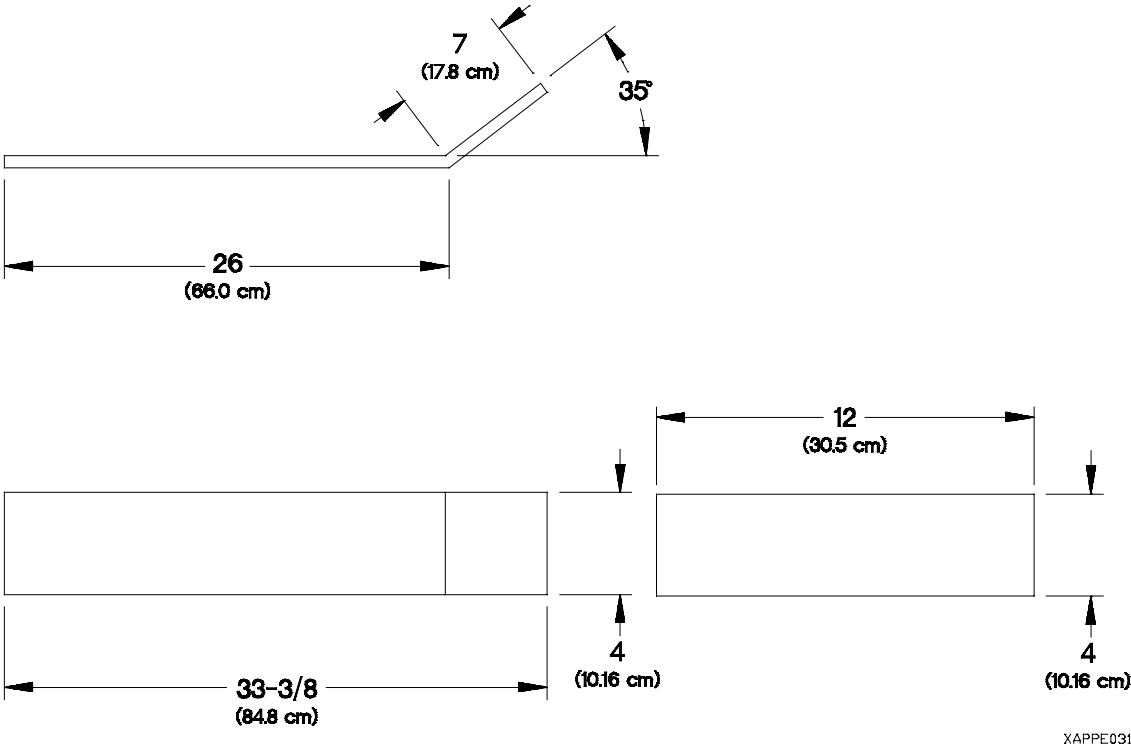 7
(17.8 cm)
35°
26
(66.0 cm)
12
(30.5 cm)
4
(10.16 cm)
4
(10.16 cm)
33-3/8
(84.8 cm)
XAPPE031